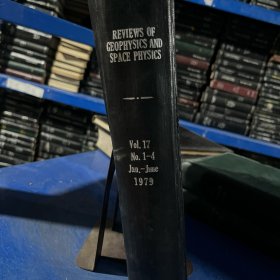 REVIEWS OF
GEOPHYSICS AND
SPACE PHYSICS
Vol. 17
No. 1-4
Jan.-June
1979